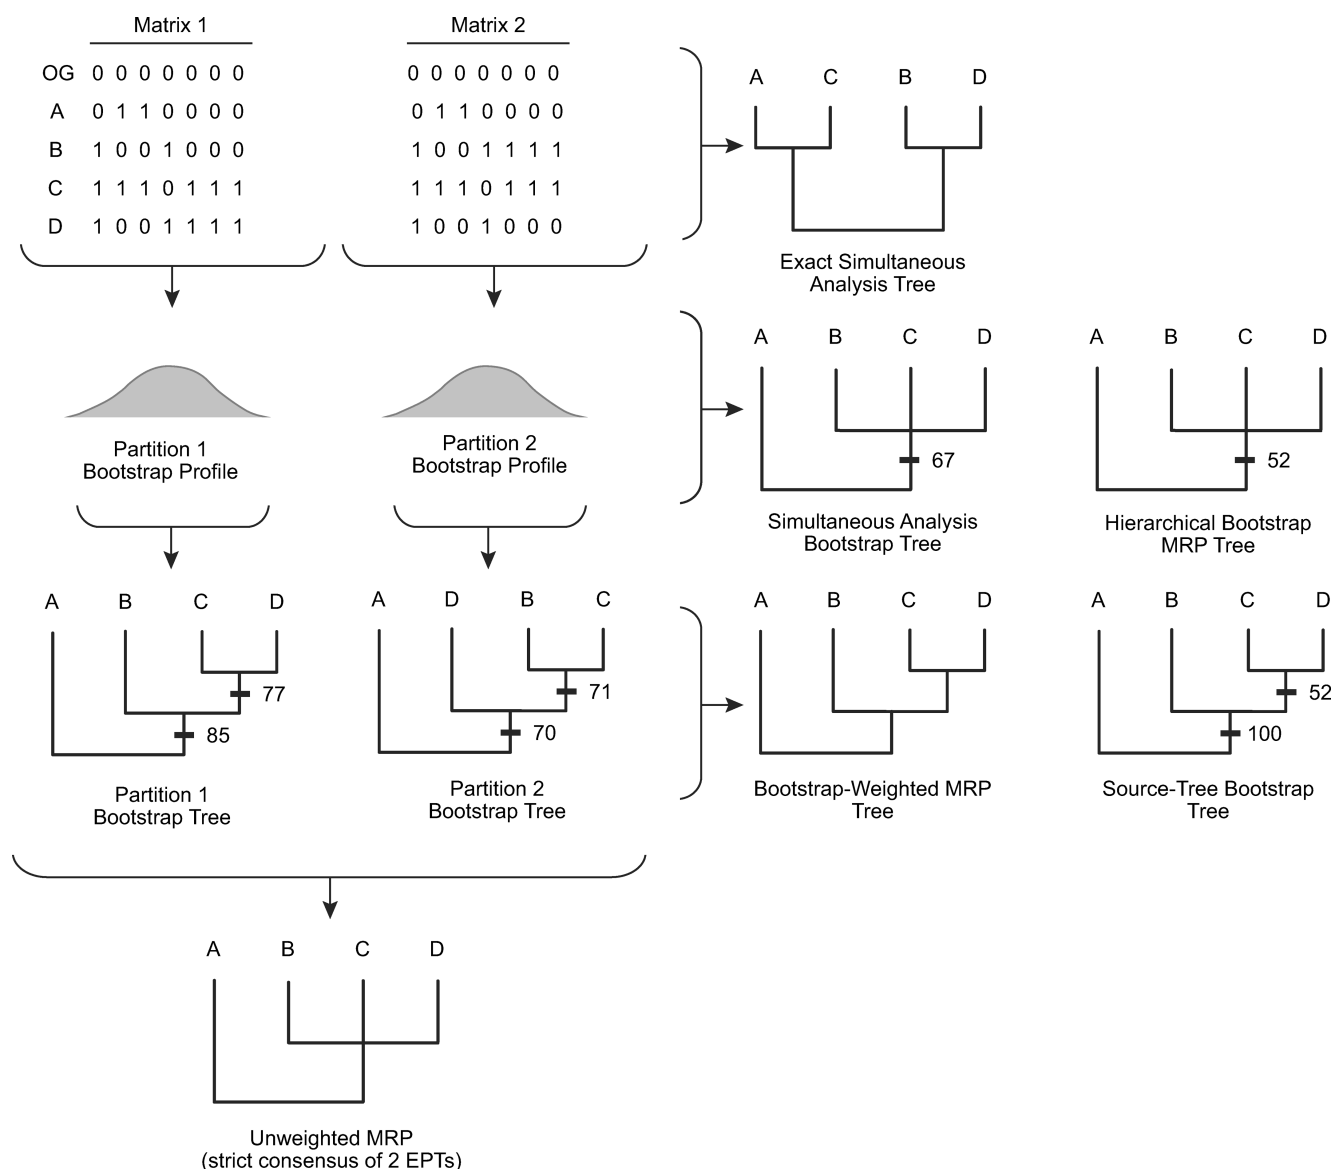 Matrix 1
Matrix 2
OG 0 0 0 0 0 0 0
0 0 0 0 0 0 0
A 0 1 1 0 0 0 0
0 1 1 0 0 0 0
B 1 0 0 1 0 0 0
1 0 0 1 1 1 1
C 1 1 1 0 1 1 1
1 1 1 0 1 1 1
D 1 0 0 1 1 1 1
1 0 0 1 0 0 0
A C B D
Exact Simultaneous
Analysis Tree
Partition 1
Bootstrap Profile
Partition 2
Bootstrap Profile
A B C D
67
Simultaneous Analysis
Bootstrap Tree
A B C D
52
Hierarchical Bootstrap
MRP Tree
A B C D
77
85
Partition 1
Bootstrap Tree
A D B C
71
70
Partition 2
Bootstrap Tree
A B C D
Bootstrap-Weighted MRP
Tree
A B C D
52
100
Source-Tree Bootstrap
Tree
A B C D
Unweighted MRP
(strict consensus of 2 EPTs)